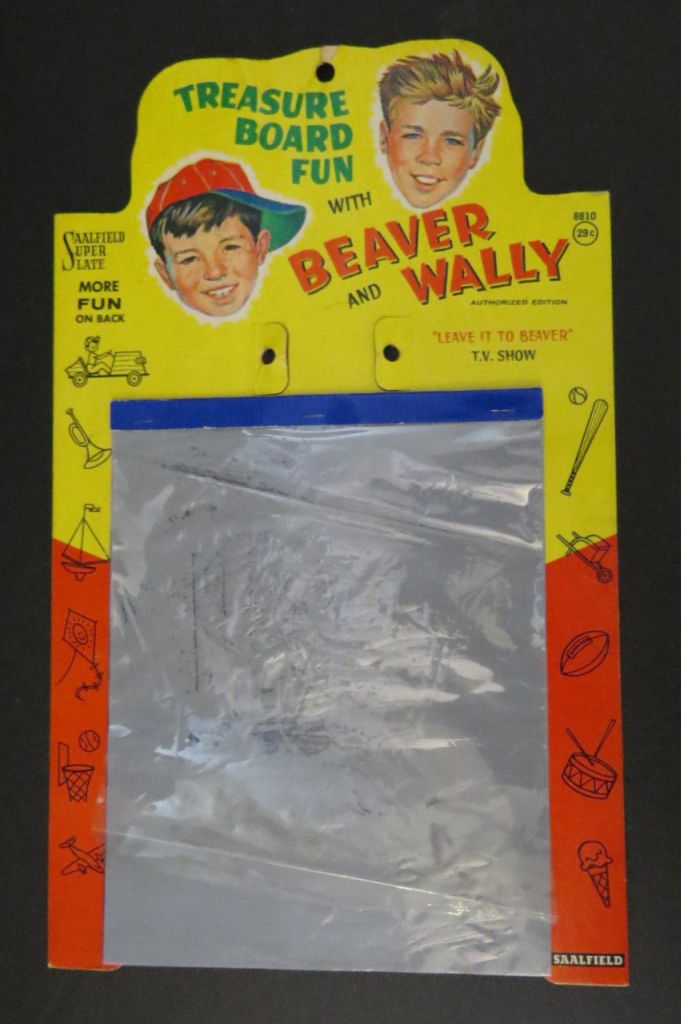 TREASURE
BOARD
FUN
WITH
BEAVER
AND WALLY
AUTHORIZED EDITION
"LEAVE IT TO BEAVER"
T.V. SHOW
8810
29¢
SAALFIELD
SUPER
SLATE
MORE
FUN
ON BACK
SAALFIELD